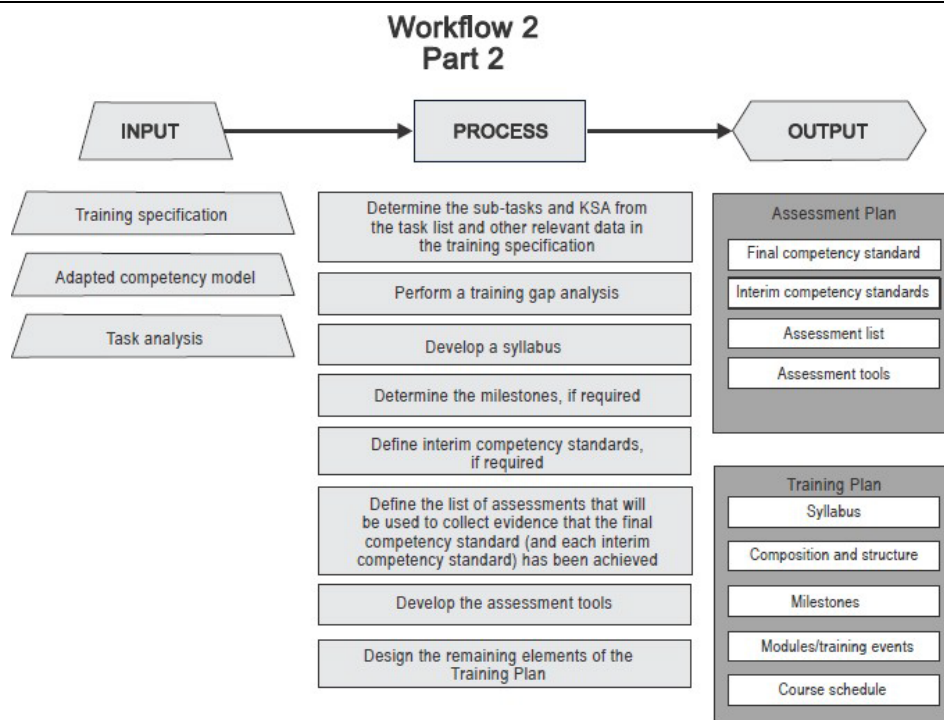 Workflow 2
Part 2
INPUT
PROCESS
OUTPUT
Training specification
Adapted competency model
Task analysis
Determine the sub-tasks and KSA from
the task list and other relevant data in
the training specification
Perform a training gap analysis
Develop a syllabus
Determine the milestones, if required
Define interim competency standards,
if required
Define the list of assessments that will
be used to collect evidence that the final
competency standard (and each interim
competency standard) has been achieved
Develop the assessment tools
Design the remaining elements of the
Training Plan
Assessment Plan
Final competency standard
Interim competency standards
Assessment list
Assessment tools
Training Plan
Syllabus
Composition and structure
Milestones
Modules/training events
Course schedule